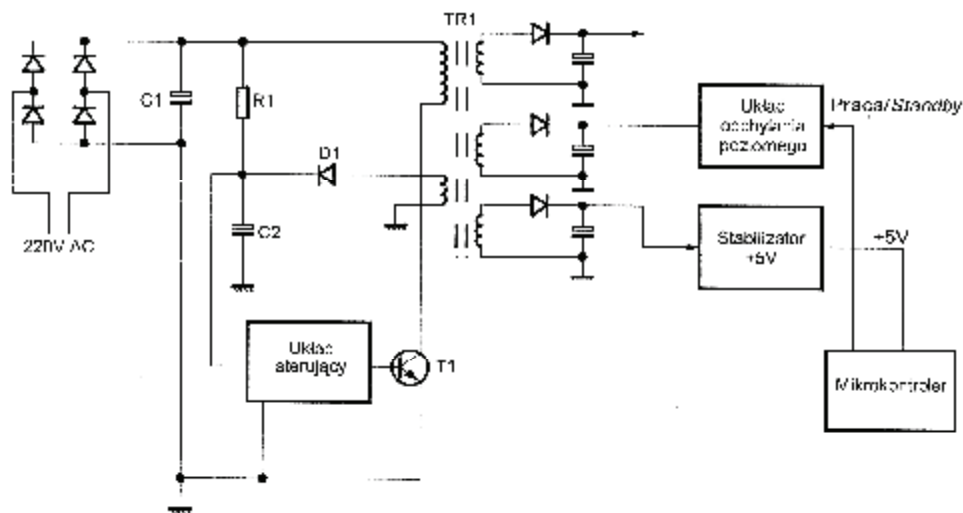 TR1
C1
R1
D1
C2
220V AC
Układ
odchylania
poziomego
Praca/Standby
Stabilizator
+5V
+5V
Układ
sterujący
T1
Mikrokontroler